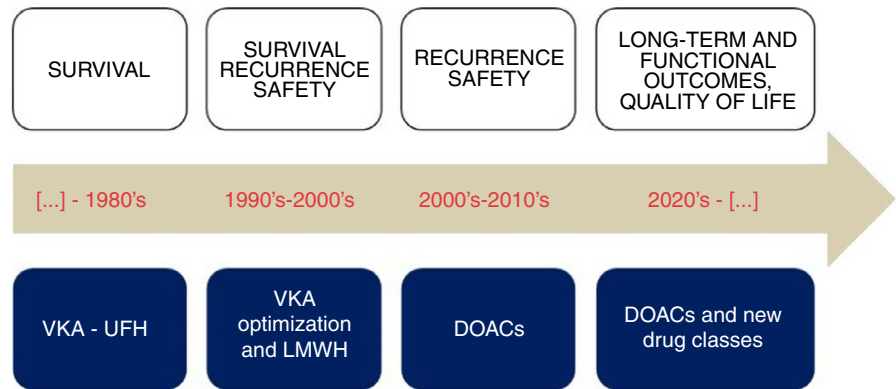 SURVIVAL
SURVIVAL
RECURRENCE
SAFETY
RECURRENCE
SAFETY
LONG-TERM AND
FUNCTIONAL
OUTCOMES,
QUALITY OF LIFE
[...] - 1980's
1990's-2000's
2000's-2010's
2020's - [...]
VKA - UFH
VKA
optimization
and LMWH
DOACs
DOACs and new
drug classes